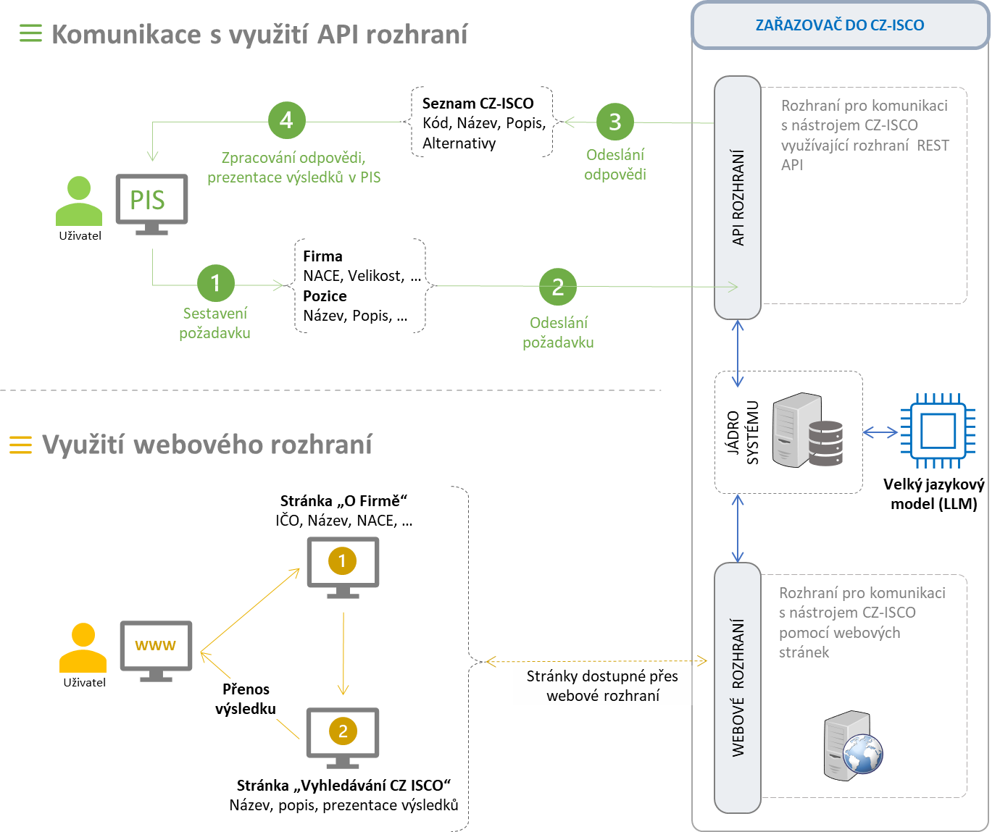 Komunikace s využití API rozhraní
ZAŘAZOVAČ DO CZ-ISCO
Seznam CZ-ISCO
Kód, Název, Popis,
Alternativy
4
3
Zpracování odpovědi,
prezentace výsledků v PIS
Odeslání
odpovědi
Rozhraní pro komunikaci
s nástrojem CZ-ISCO
využívající rozhraní REST
API
API ROZHRANÍ
PIS
Uživatel
Firma
NACE, Velikost, ...
Pozice
Název, Popis, ...
1
2
Sestavení
požadavku
Odeslání
požadavku
JÁDRO
SYSTÉMU
Velký jazykový
model (LLM)
Využití webového rozhraní
Stránka „O Firmě“
IČO, Název, NACE, ...
1
www
Uživatel
Přenos
výsledku
2
Stránka „Vyhledávání CZ ISCO“
Název, popis, prezentace výsledků
Stránky dostupné přes
webové rozhraní
WEBOVÉ ROZHRANÍ
Rozhraní pro komunikaci
s nástrojem CZ-ISCO
pomocí webových
stránek